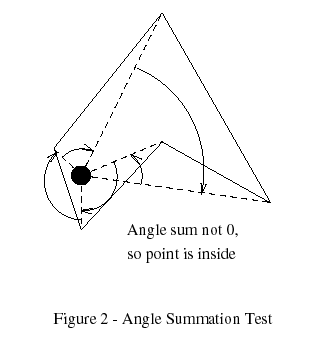 Angle sum not 0,
so point is inside
Figure 2 - Angle Summation Test